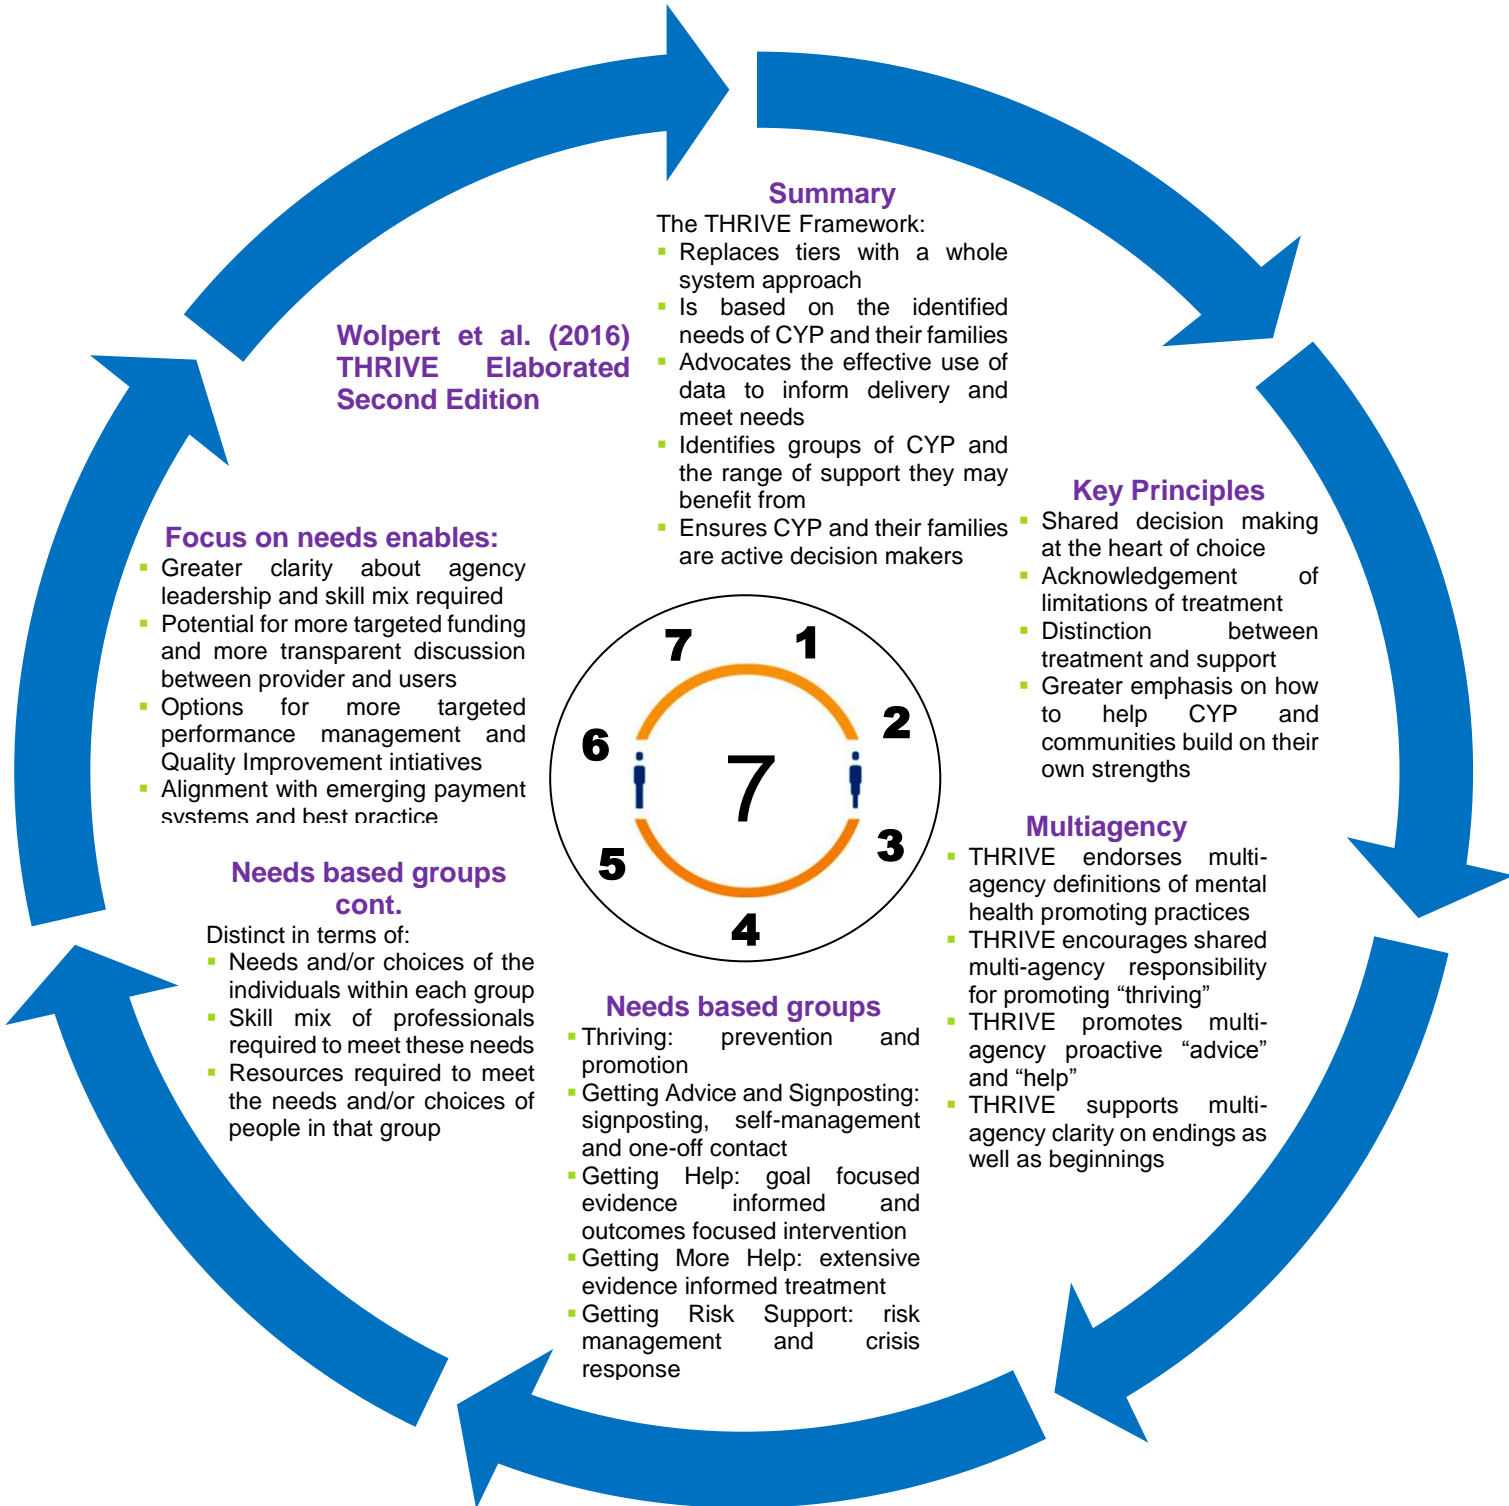 Summary
The THRIVE Framework:
▪ Replaces tiers with a whole
system approach
▪ Is based on the identified
needs of CYP and their families
▪ Advocates the effective use of
data to inform delivery and
meet needs
▪ Identifies groups of CYP and
the range of support they may
benefit from
▪ Ensures CYP and their families
are active decision makers
Key Principles
▪ Shared decision making
at the heart of choice
▪ Acknowledgement of
limitations of treatment
▪ Distinction between
treatment and support
▪ Greater emphasis on how
to help CYP and
communities build on their
own strengths
Multiagency
▪ THRIVE endorses multi-
agency definitions of mental
health promoting practices
▪ THRIVE encourages shared
multi-agency responsibility
for promoting “thriving”
▪ THRIVE promotes multi-
agency proactive “advice”
and “help”
▪ THRIVE supports multi-
agency clarity on endings as
well as beginnings
Needs based groups
▪ Thriving: prevention and
promotion
▪ Getting Advice and Signposting:
signposting, self-management
and one-off contact
▪ Getting Help: goal focused
evidence informed and
outcomes focused intervention
▪ Getting More Help: extensive
evidence informed treatment
▪ Getting Risk Support: risk
management and crisis
response
Needs based groups
cont.
Distinct in terms of:
▪ Needs and/or choices of the
individuals within each group
▪ Skill mix of professionals
required to meet these needs
▪ Resources required to meet
the needs and/or choices of
people in that group
Focus on needs enables:
▪ Greater clarity about agency
leadership and skill mix required
▪ Potential for more targeted funding
and more transparent discussion
between provider and users
▪ Options for more targeted
performance management and
Quality Improvement intiatives
▪ Alignment with emerging payment
systems and best practice
Wolpert et al. (2016)
THRIVE Elaborated
Second Edition
1
2
3
4
5
6
7
7